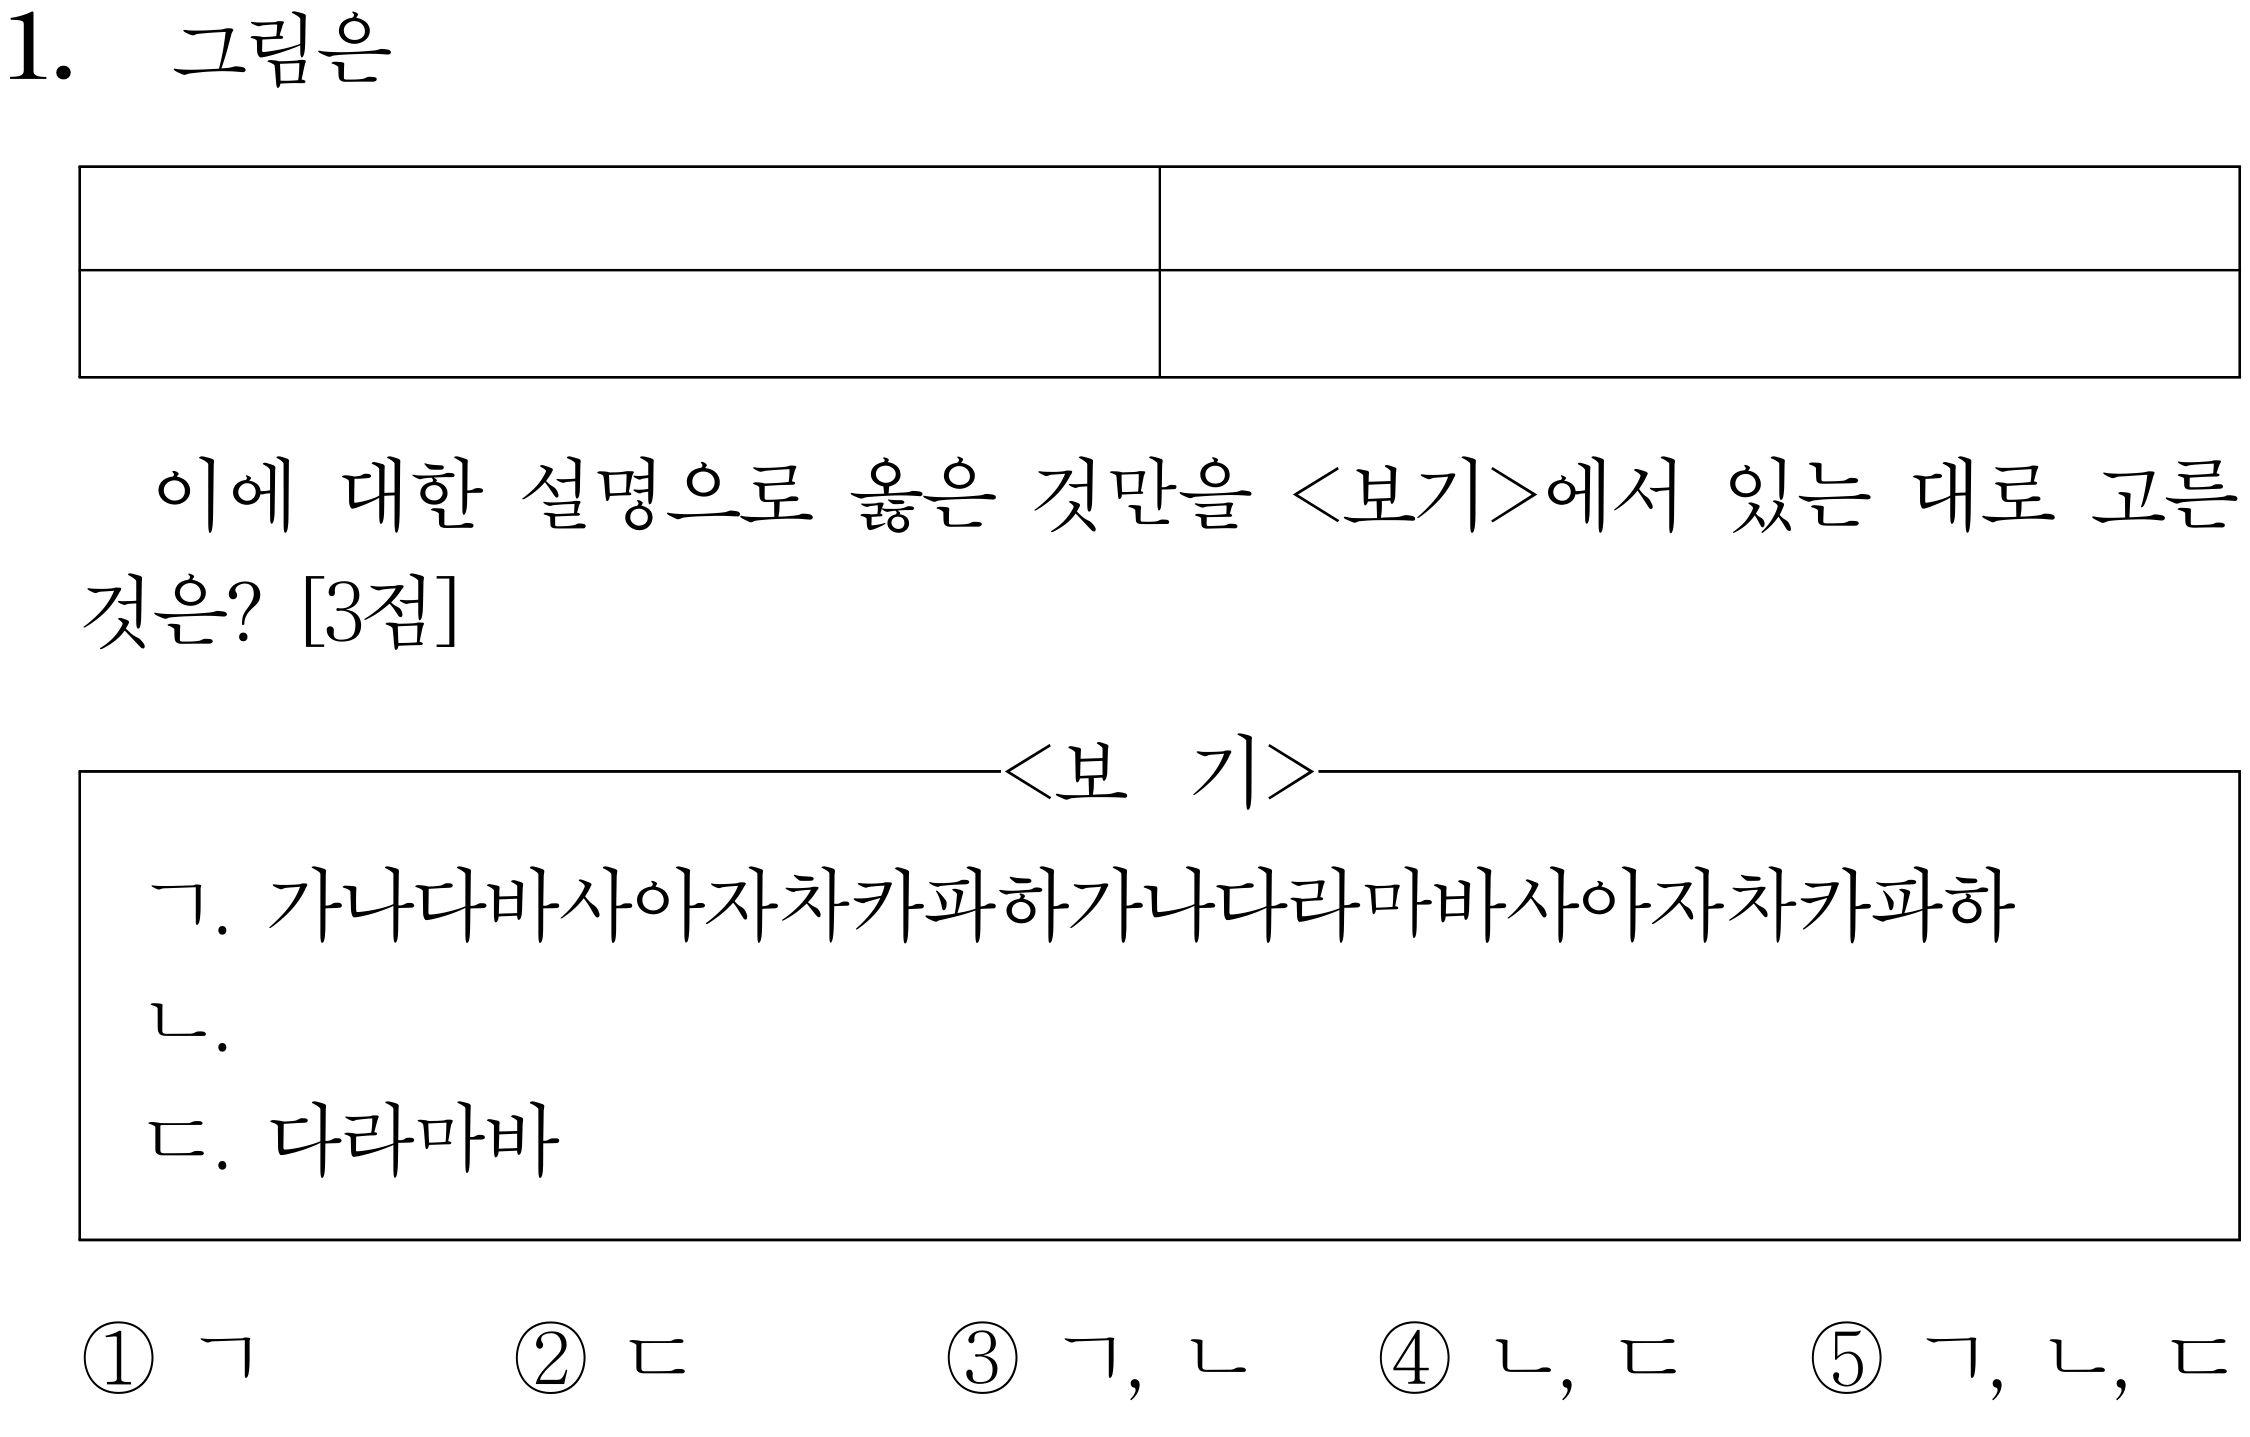 1. 그림은
이에 대한 설명으로 옳은 것만을 <보기>에서 있는 대로 고른
것은? [3점]
<보 기>
ㄱ. 가나다바사아자차카파하가나다라마바사아자차카파하
ㄴ.
ㄷ. 다라마바
① ㄱ ② ㄷ ③ ㄱ, ㄴ ④ ㄴ, ㄷ ⑤ ㄱ, ㄴ, ㄷ